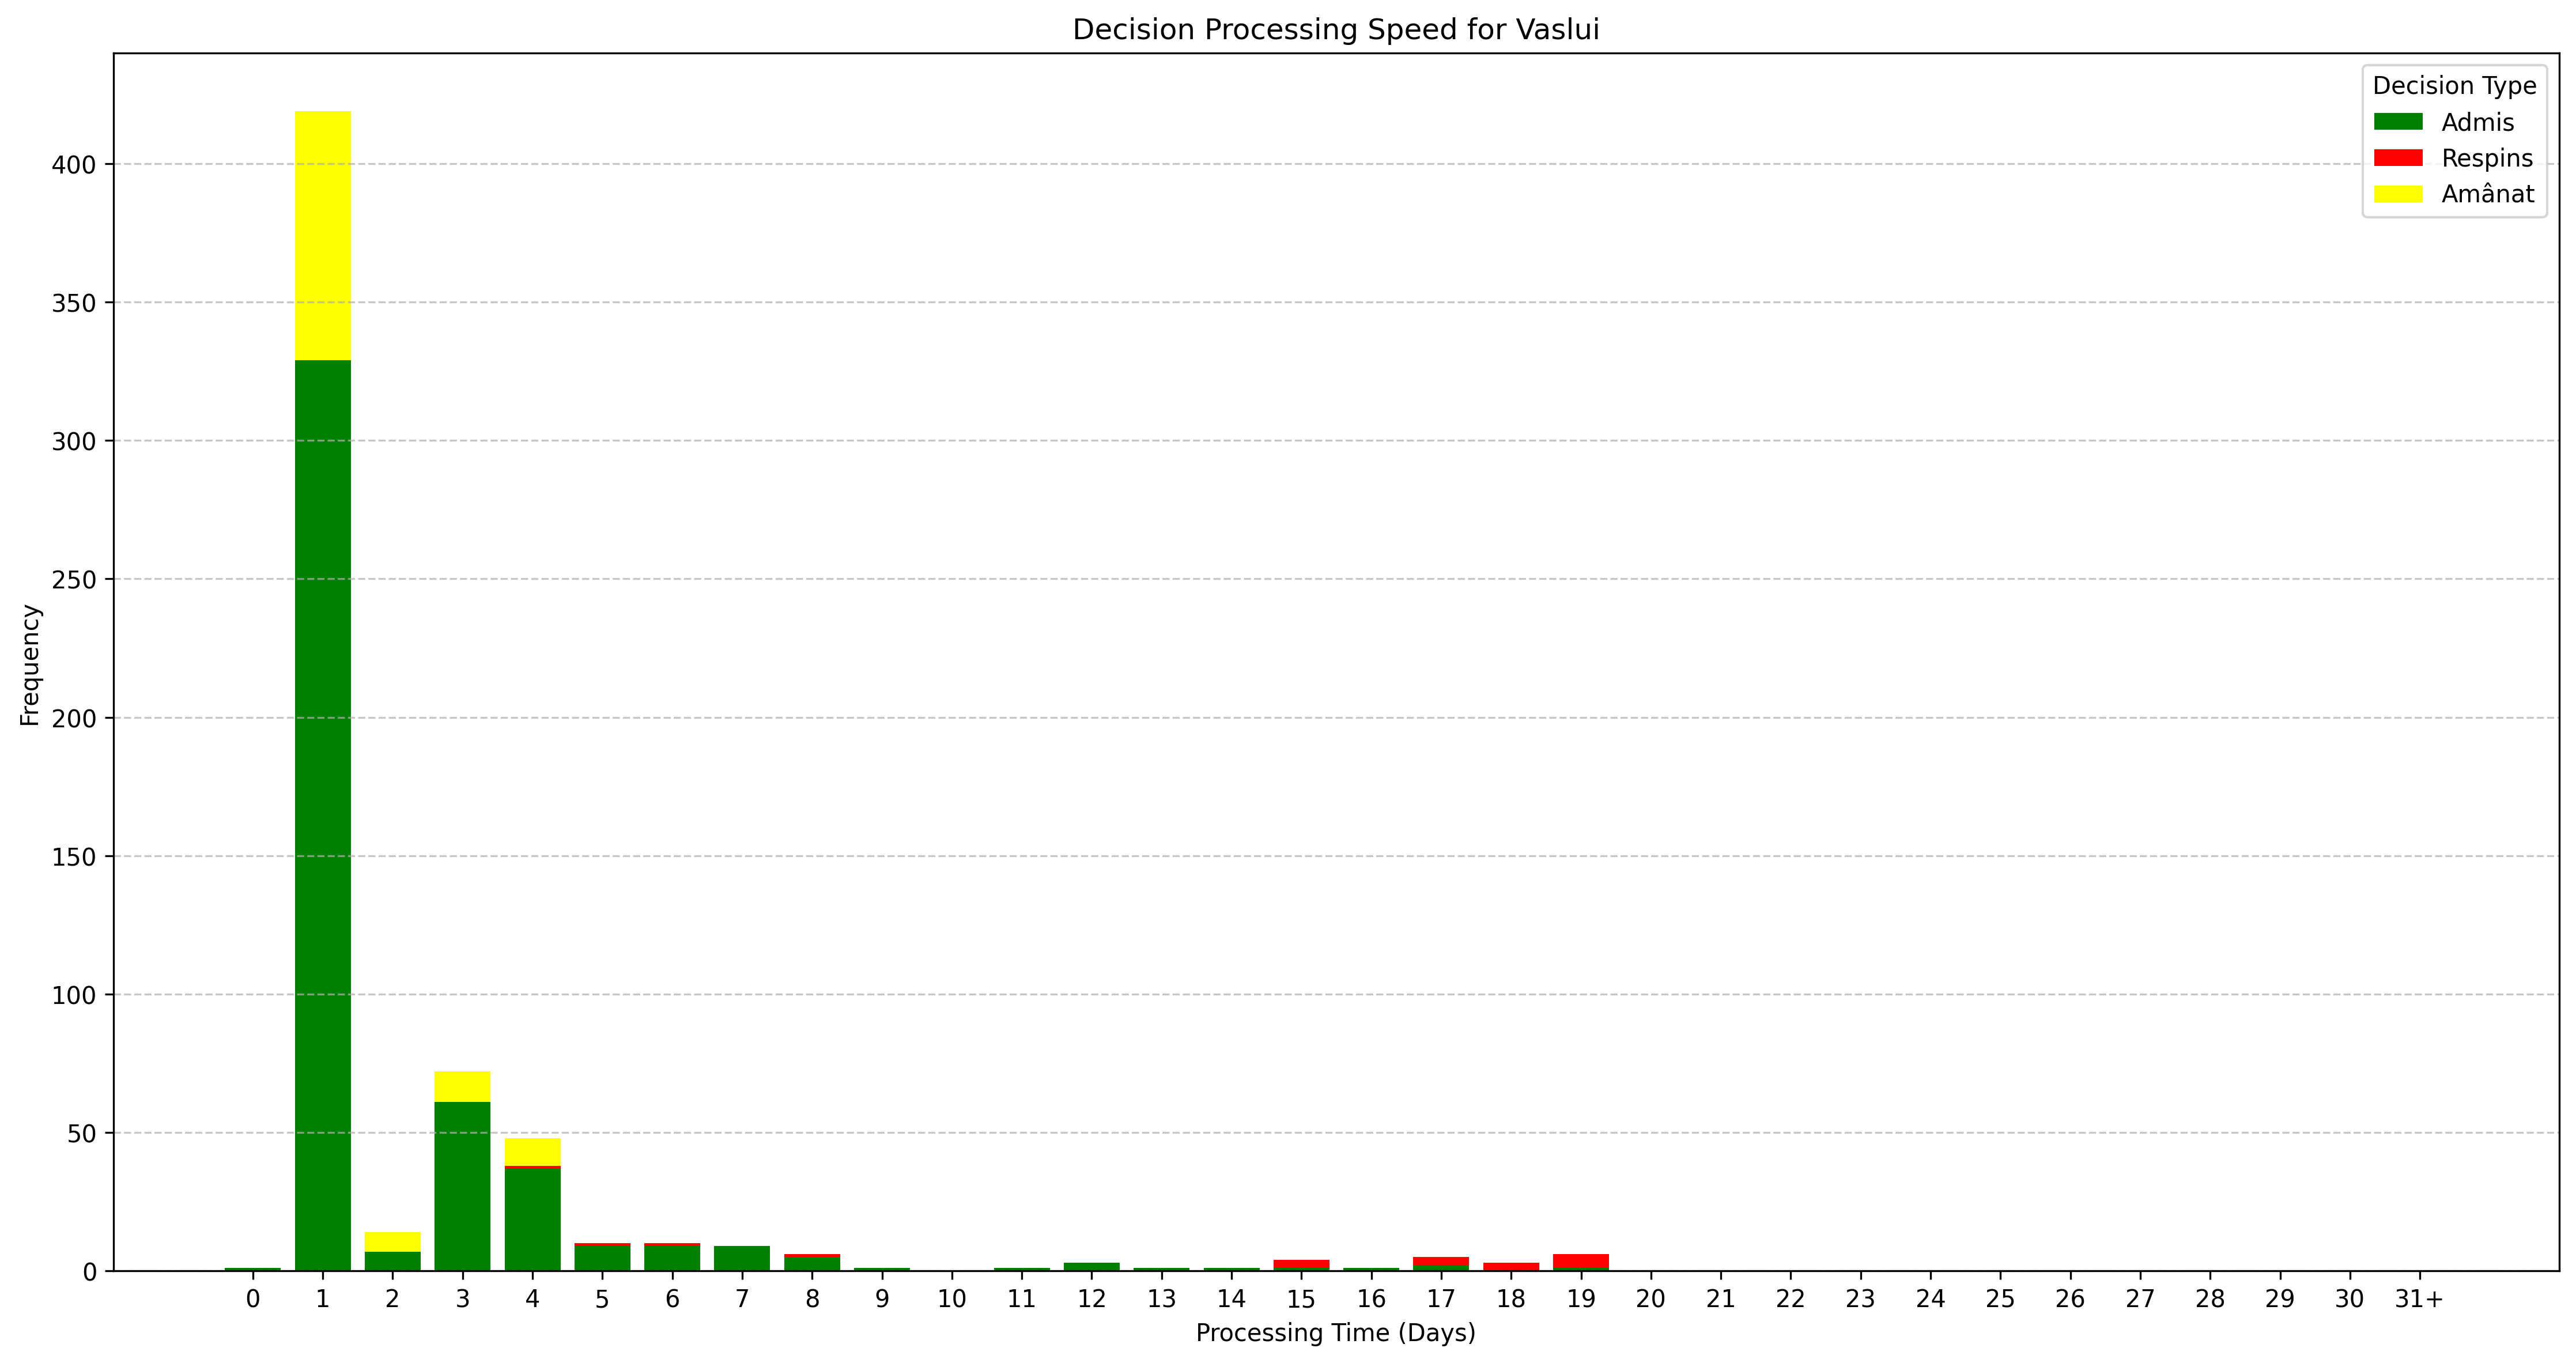 Decision Processing Speed for Vaslui
Decision Type
Admis
Respins
Amânat
Frequency
400
350
300
250
200
150
100
50
0
0 1 2 3 4 5 6 7 8 9 10 11 12 13 14 15 16 17 18 19 20 21 22 23 24 25 26 27 28 29 30 31+
Processing Time (Days)